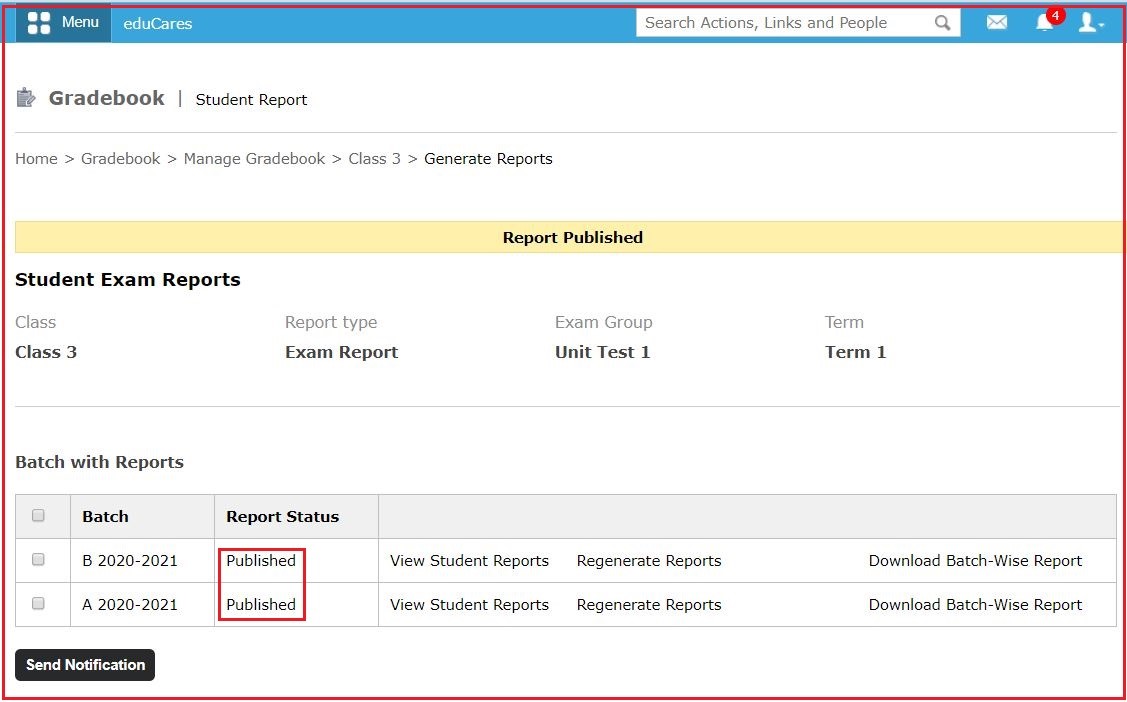 Menu eduCares Search Actions, Links and People 4
Gradebook | Student Report
Home > Gradebook > Manage Gradebook > Class 3 > Generate Reports
Report Published
Student Exam Reports
Class Report type Exam Group Term
Class 3 Exam Report Unit Test 1 Term 1
Batch with Reports
Batch Report Status
B 2020-2021 Published View Student Reports Regenerate Reports Download Batch-Wise Report
A 2020-2021 Published View Student Reports Regenerate Reports Download Batch-Wise Report
Send Notification